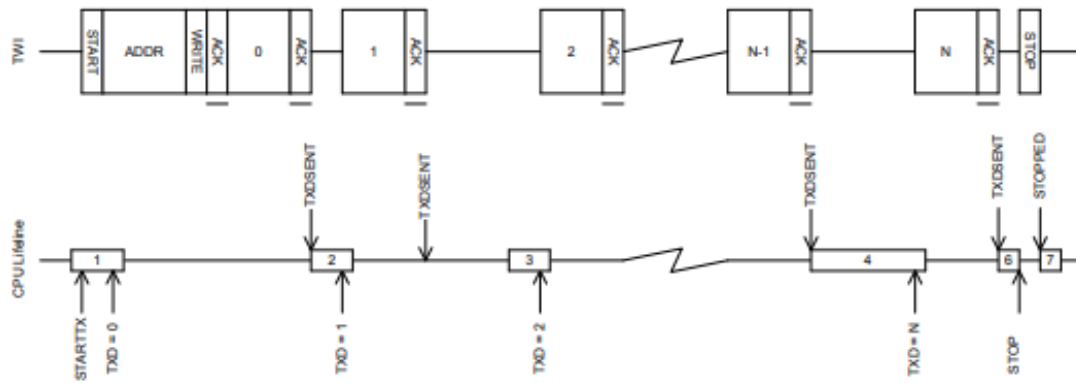 TWI
START
ADDR
WRITE
ACK
0
ACK
1
ACK
2
ACK
N-1
ACK
N
ACK
STOP
CPU Lifeline
TXDSENT
TXDSENT
TXDSENT
TXDSENT
STOPPED
1
2
3
4
6
7
STARTTX
TXD = 0
TXD = 1
TXD = 2
TXD = N
STOP